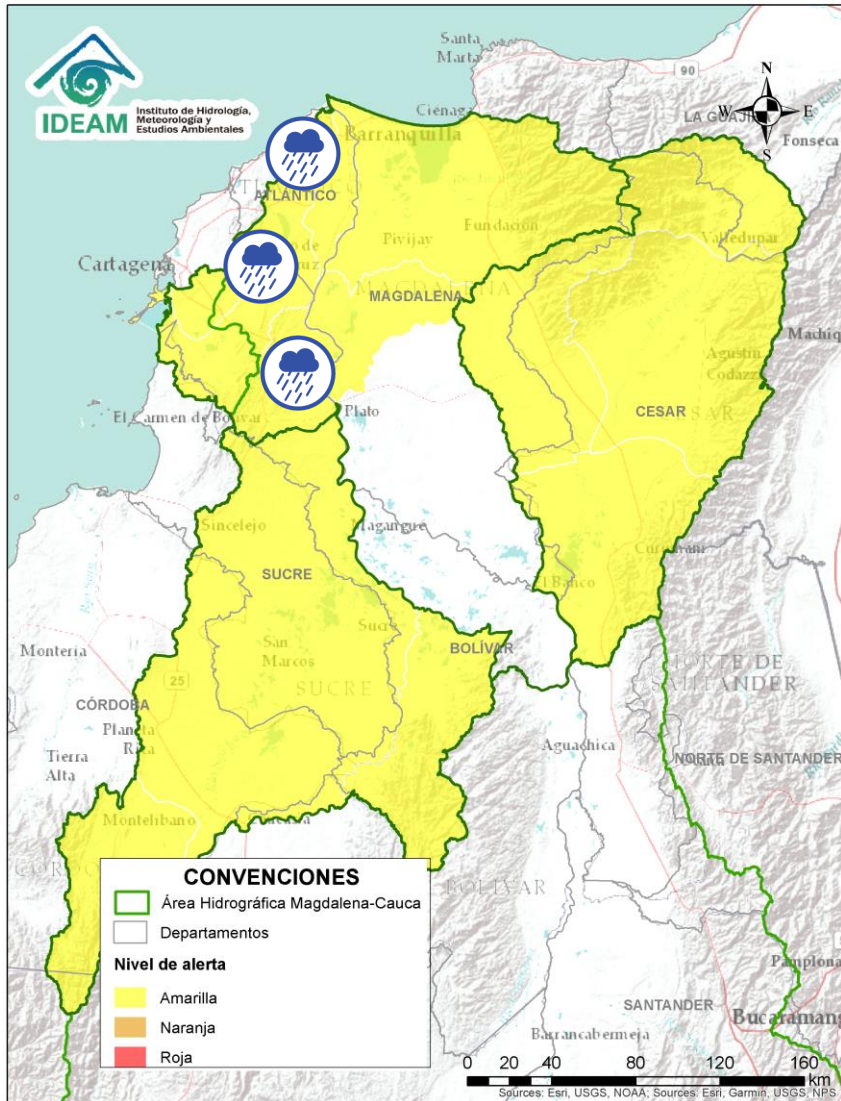 IDEAM
Instituto de Hidrología,
Meteorología y
Estudios Ambientales
Santa
Marta
90
N
W
E
S
Ciénaga
LA GUAJI
Fonseca
Barranquilla
ATLÁNTICO
Pivijay
Fundación
Valledupar
Cartagena
MAGDALENA
Agustín
Codazzi
Machiq
CESAR
El Carmen de Bolívar
Plato
Sincelejo
Magangue
SUCRE
El Banco
Sucre
BOLÍVAR
Montería
San
Marcos
SUCRE
25
CÓRDOBA
Planeta
Rica
Tierra
Alta
Aguachica
NORTE DE
SANTANDER
NORTE DE SANTANDER
Montelibano
BOLÍVAR
CONVENCIONES
Área Hidrográfica Magdalena-Cauca
Departamentos
Nivel de alerta
Amarilla
Naranja
Roja
Pamplona
SANTANDER
Bucaramang
Barrancabermeja
0 20 40 80 120 160
km
Sources: Esri, USGS, NOAA; Sources: Esri, Garmin, USGS, NPS